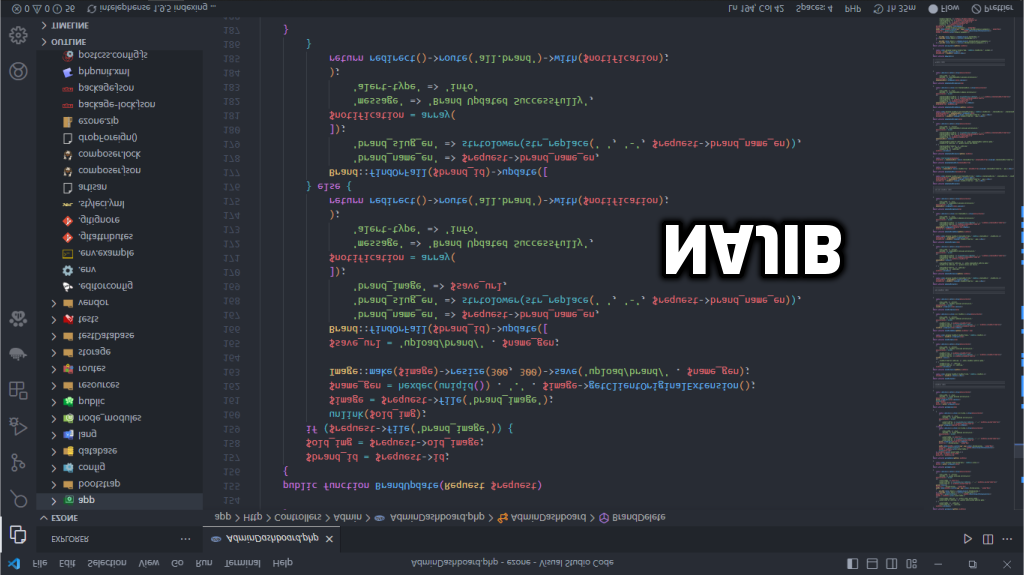 File Edit Selection View Go Run Terminal Help
AdminDashboard.php - ezone - Visual Studio Code
EXPLORER ···
AdminDashboard.php
EZONE
app > Http > Controllers > Admin > AdminDashboard.php > AdminDashboard > BrandDelete
app
bootstrap
config
database
lang
node_modules
public
resources
routes
storage
testDatabase
tests
vendor
.editorconfig
.env
.env.example
.gitattributes
.gitignore
.styleci.yml
artisan
composer.json
composer.lock
dropForeign()
ezone.zip
package-lock.json
package.json
phpunit.xml
postcss.config.js
OUTLINE
TIMELINE
154
155 public function BrandUpdate(Request $request)
156 {
157 $brand_id = $request->id;
158 $old_img = $request->old_image;
159 if ($request->file('brand_image')) {
160 unlink($old_img);
161 $image = $request->file('brand_image');
162 $name_gen = hexdec(uniqid()) . '.' . $image->getClientOriginalExtension();
163 Image::make($image)->resize(300, 300)->save('upload/brand/' . $name_gen);
164
165 $save_url = 'upload/brand/' . $name_gen;
166 Brand::findOrFail($brand_id)->update([
167 'brand_name_en' => $request->brand_name_en,
168 'brand_slug_en' => strtolower(str_replace(' ', '-', $request->brand_name_en)),
169 'brand_image' => $save_url,
170 ]);
171 $notification = array(
172 'message' => 'Brand Updated Successfully',
173 'alert-type' => 'info'
174 );
175 return redirect()->route('all.brand')->with($notification);
176 } else {
177 Brand::findOrFail($brand_id)->update([
178 'brand_name_en' => $request->brand_name_en,
179 'brand_slug_en' => strtolower(str_replace(' ', '-', $request->brand_name_en)),
180 ]);
181 $notification = array(
182 'message' => 'Brand Updated Successfully',
183 'alert-type' => 'info'
184 );
185 return redirect()->route('all.brand')->with($notification);
186 }
187 }
NAJIB
0 0 56 intelephense 1.9.5 indexing ...
Ln 194, Col 42 Spaces: 4 PHP 1h 35m Flow Prettier